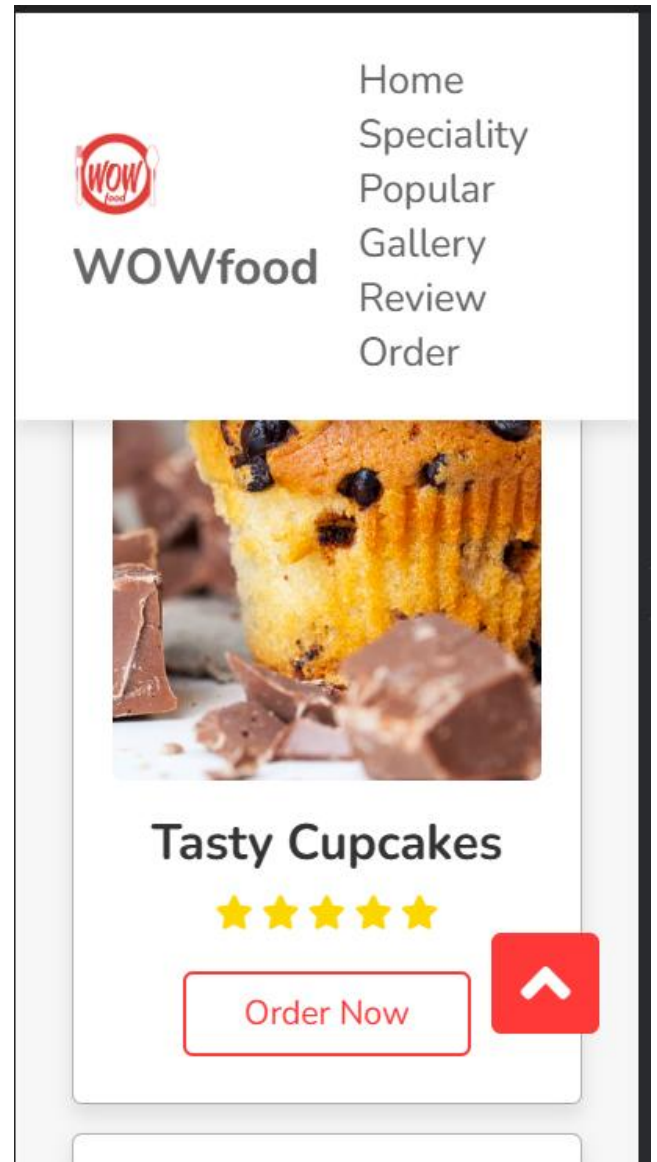 WOW
food
WOWfood
Home
Speciality
Popular
Gallery
Review
Order
Tasty Cupcakes
Order Now